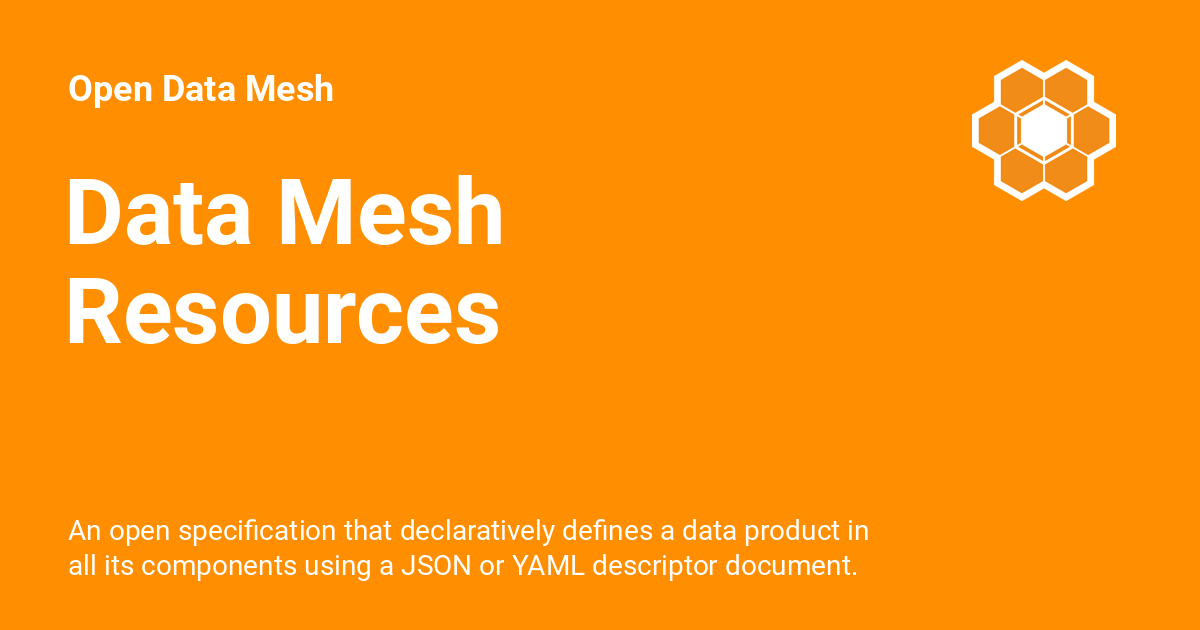 Open Data Mesh
Data Mesh
Resources
An open specification that declaratively defines a data product in
all its components using a JSON or YAML descriptor document.